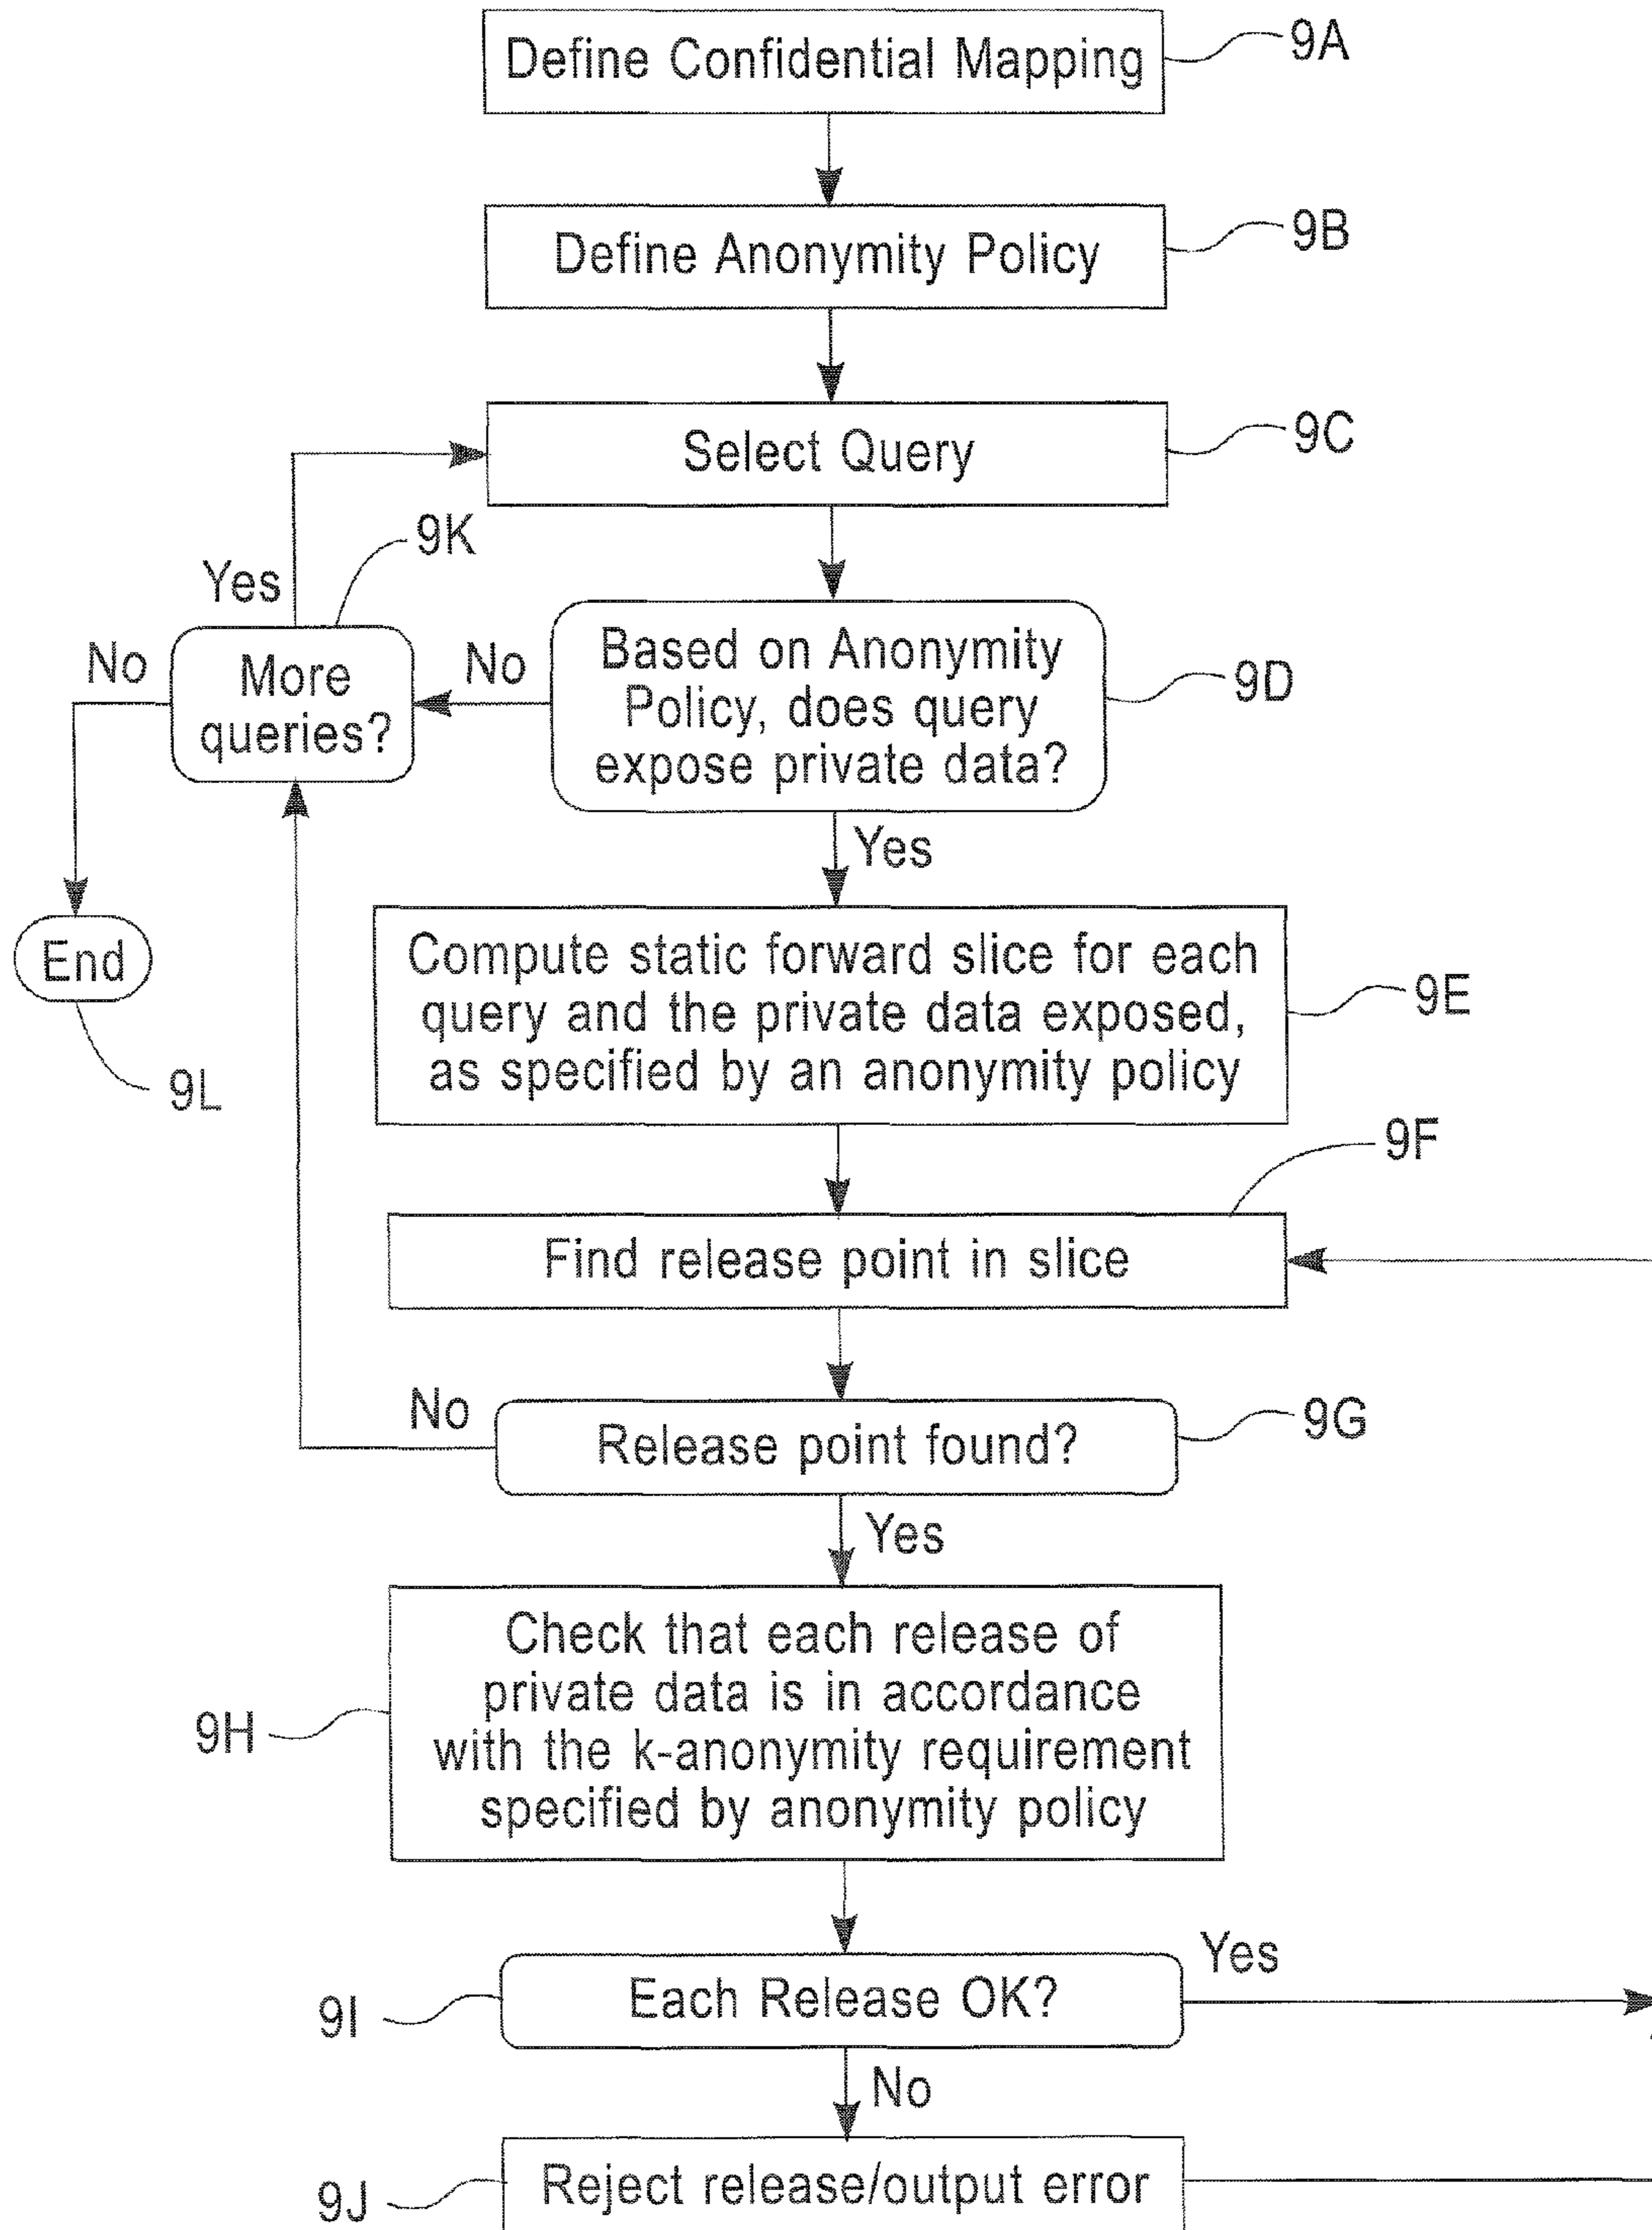 Define Confidential Mapping
9A
Define Anonymity Policy
9B
Select Query
9C
9K
Yes
No
More
queries?
No
Based on Anonymity
Policy, does query
expose private data?
9D
Yes
End
9L
Compute static forward slice for each
query and the private data exposed,
as specified by an anonymity policy
9E
9F
Find release point in slice
No
Release point found?
9G
Yes
9H
Check that each release of
private data is in accordance
with the k-anonymity requirement
specified by anonymity policy
9I
Each Release OK?
Yes
No
9J
Reject release/output error